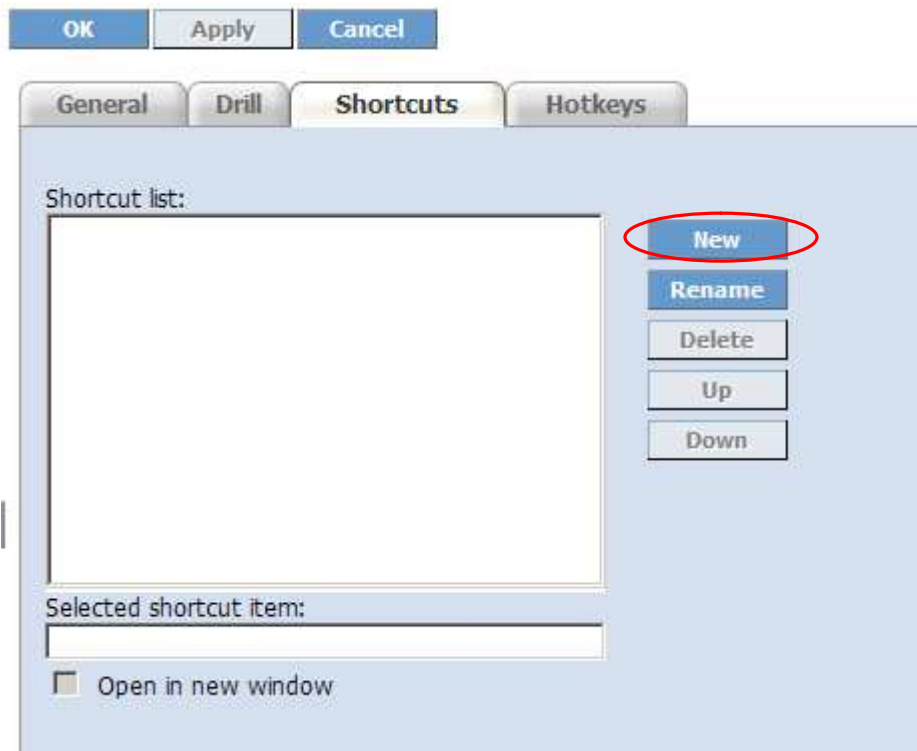 OK Apply Cancel
General Drill Shortcuts Hotkeys
Shortcut list:
New
Rename
Delete
Up
Down
Selected shortcut item:
Open in new window